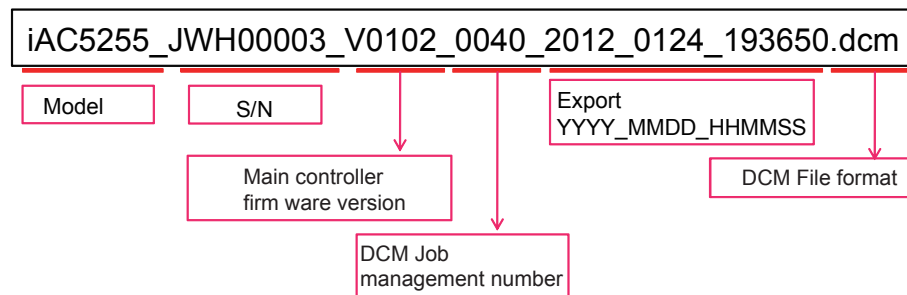 iAC5255_JWH00003_V0102_0040_2012_0124_193650.dcm
Model
S/N
Export
YYYY_MMDD_HHMMSS
Main controller
firm ware version
DCM File format
DCM Job
management number